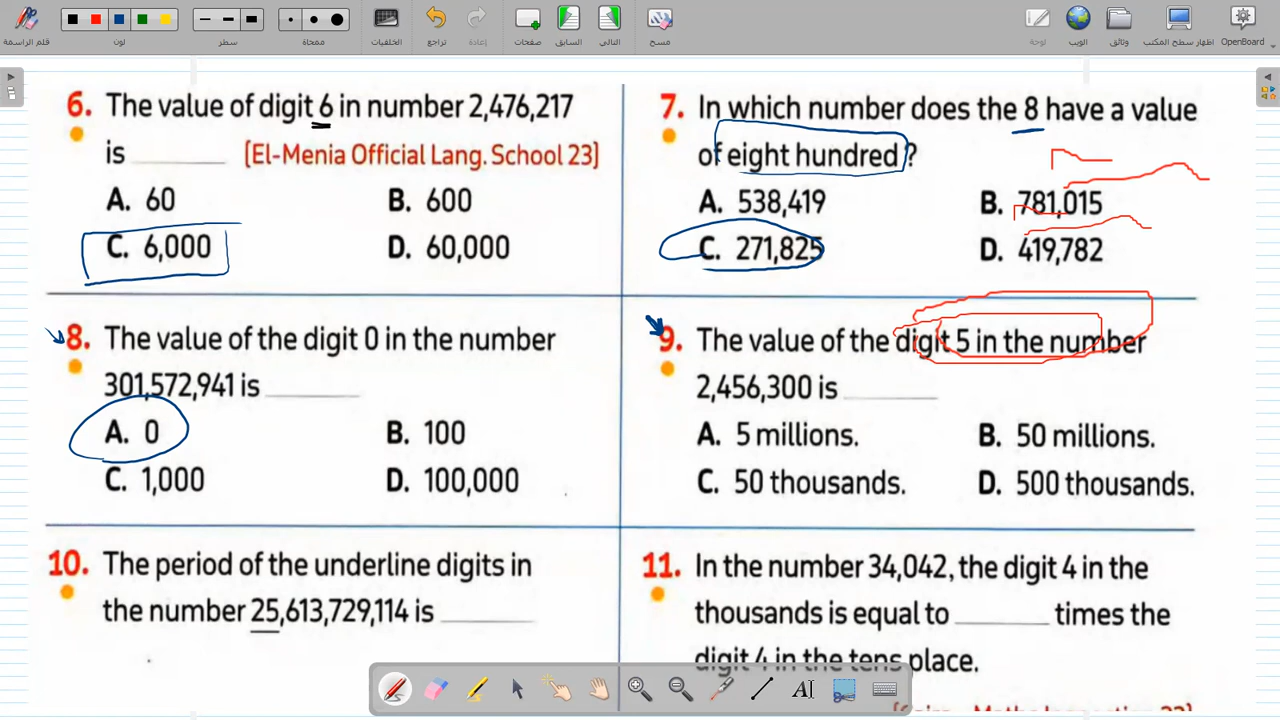 قلم الراسمة
لون
سطر
ممحاة
الخلفيات
تراجع
إعادة
صفحات
السابق
التالي
مسح
لوحة
الويب
وثائق
اظهار سطح المكتب
OpenBoard
6. The value of digit 6 in number 2,476,217
is ________ [El-Menia Official Lang. School 23]
A. 60 B. 600
C. 6,000 D. 60,000
7. In which number does the 8 have a value
of eight hundred ?
A. 538,419 B. 781,015
C. 271,825 D. 419,782
8. The value of the digit 0 in the number
301,572,941 is ________
A. 0 B. 100
C. 1,000 D. 100,000
9. The value of the digit 5 in the number
2,456,300 is ________
A. 5 millions. B. 50 millions.
C. 50 thousands. D. 500 thousands.
10. The period of the underline digits in
the number 25,613,729,114 is ________
11. In the number 34,042, the digit 4 in the
thousands is equal to ________ times the
digit 4 in the tens place.